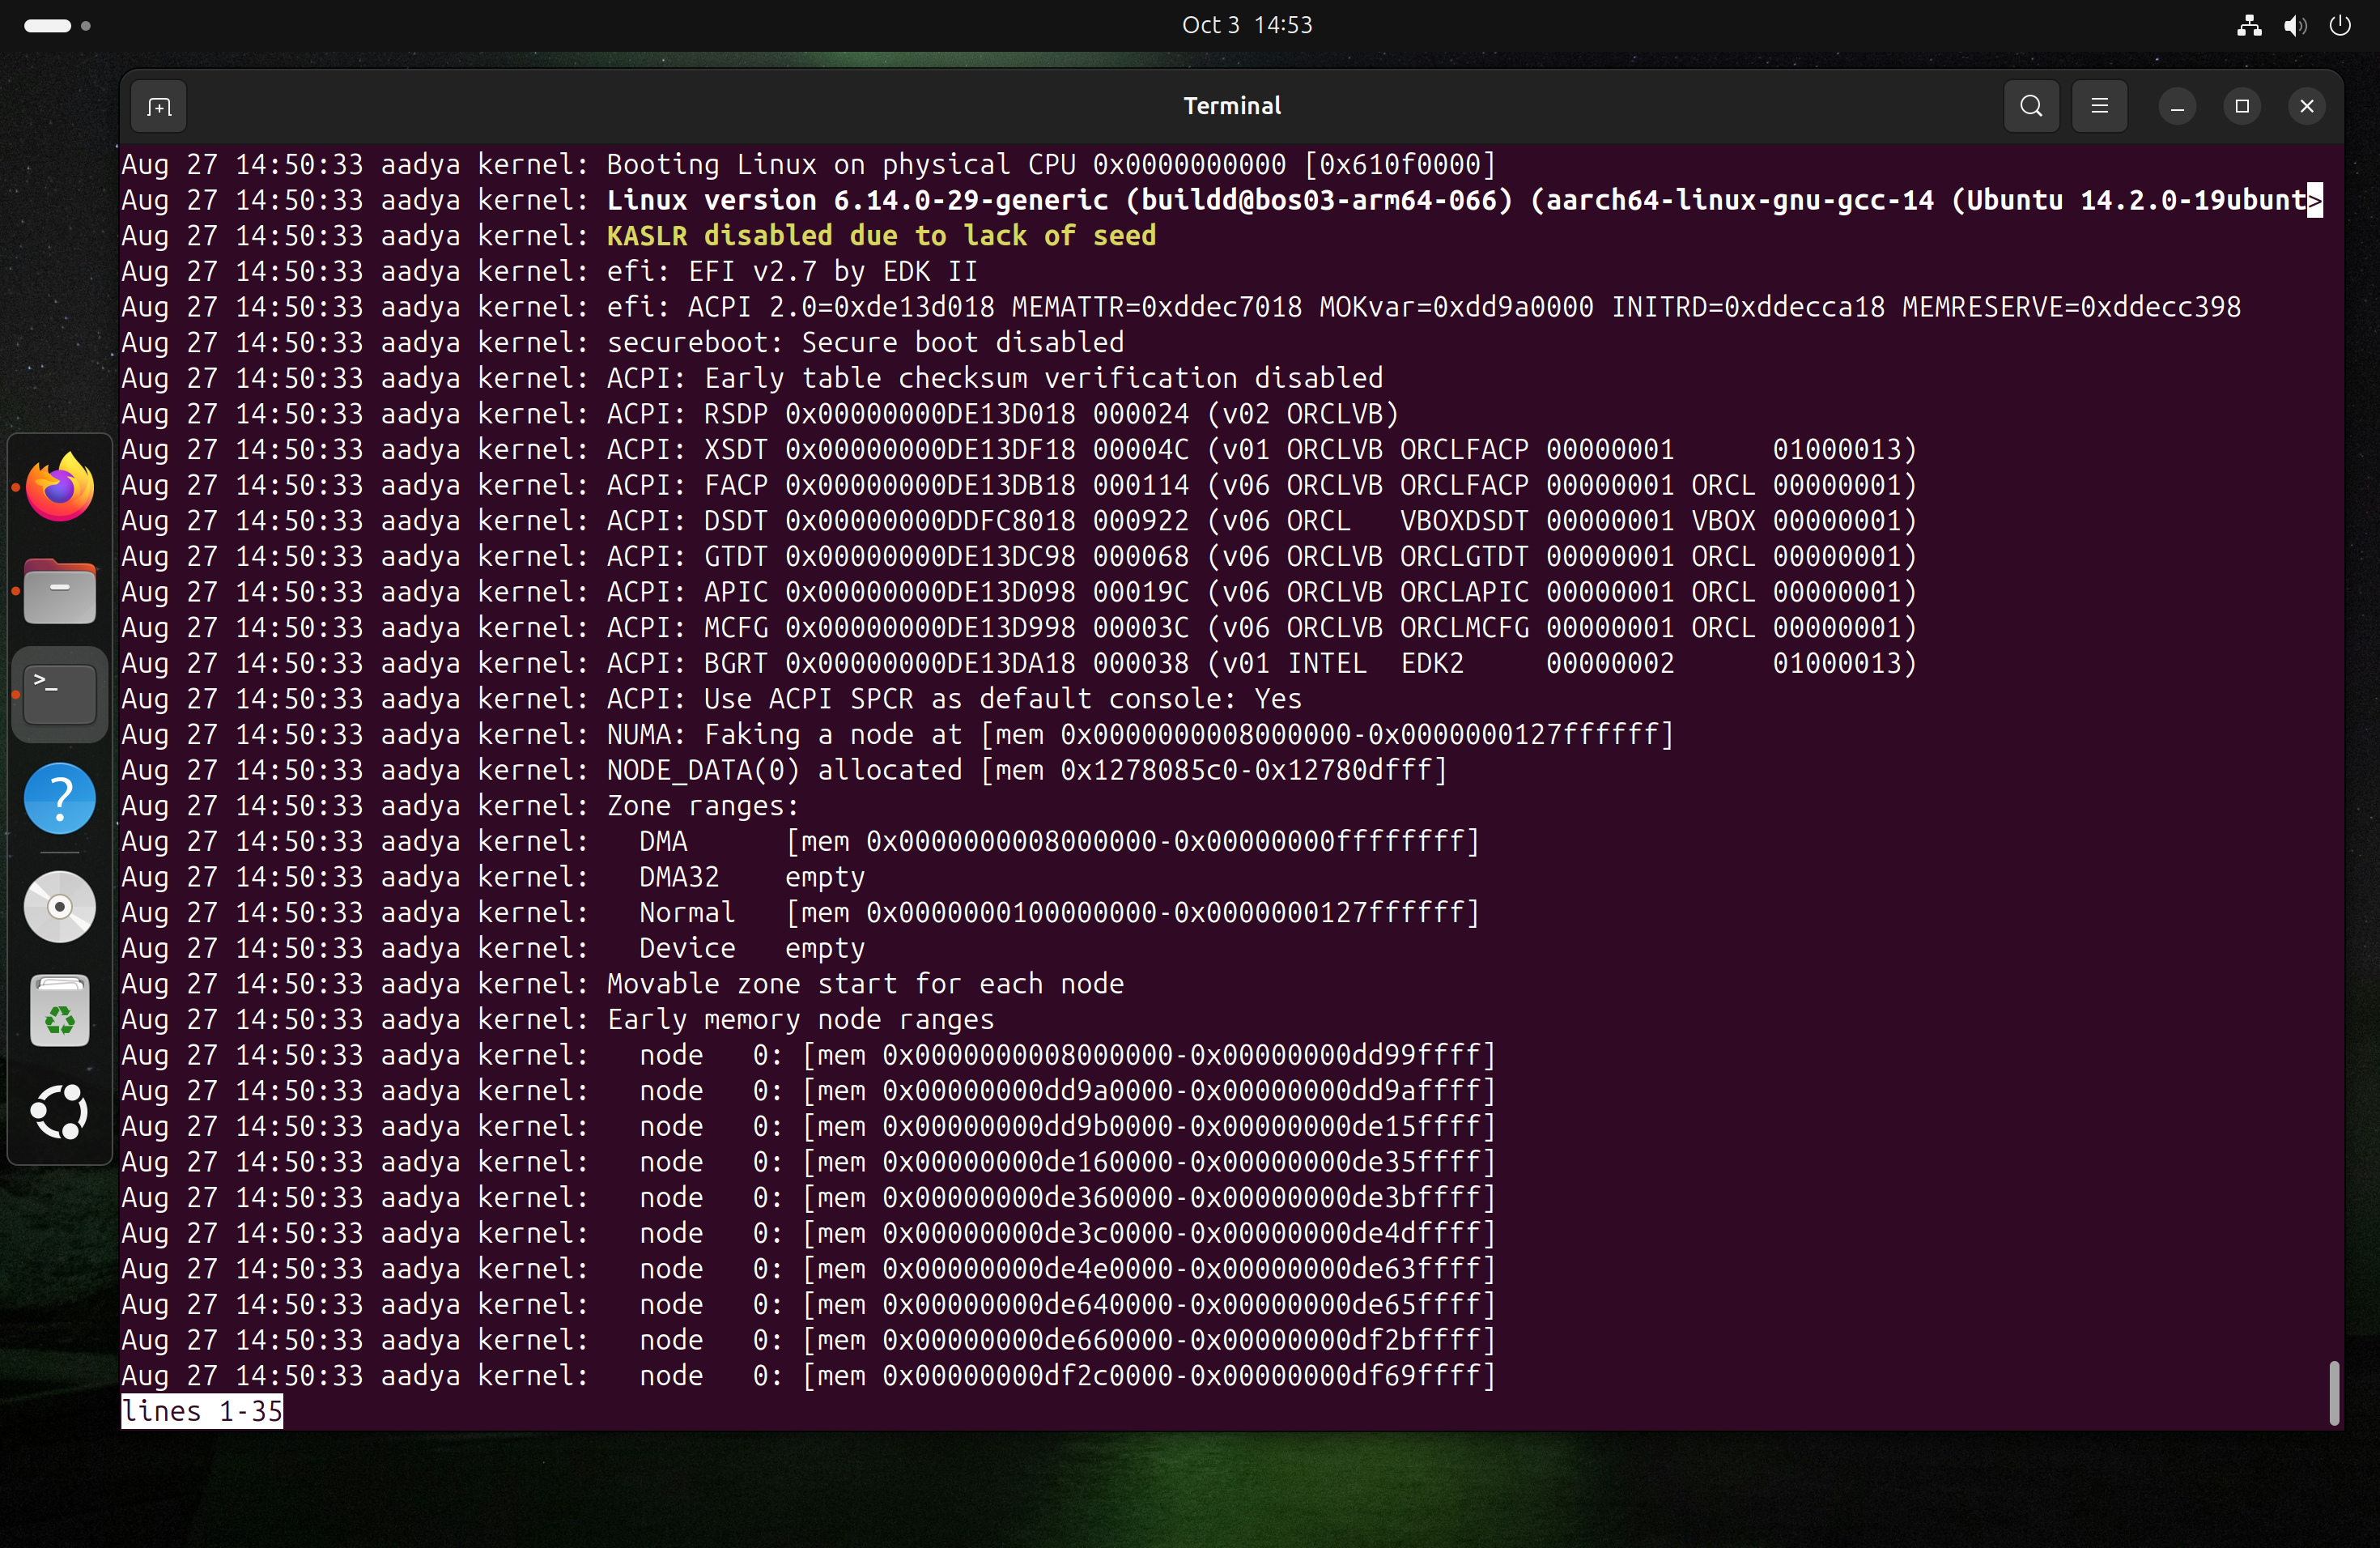 Oct 3 14:53
Terminal
Aug 27 14:50:33 aadya kernel: Booting Linux on physical CPU 0x0000000000 [0x610f0000]
Aug 27 14:50:33 aadya kernel: Linux version 6.14.0-29-generic (buildd@bos03-arm64-066) (aarch64-linux-gnu-gcc-14 (Ubuntu 14.2.0-19ubunt>
Aug 27 14:50:33 aadya kernel: KASLR disabled due to lack of seed
Aug 27 14:50:33 aadya kernel: efi: EFI v2.7 by EDK II
Aug 27 14:50:33 aadya kernel: efi: ACPI 2.0=0xde13d018 MEMATTR=0xddec7018 MOKvar=0xdd9a0000 INITRD=0xddecca18 MEMRESERVE=0xddecc398
Aug 27 14:50:33 aadya kernel: secureboot: Secure boot disabled
Aug 27 14:50:33 aadya kernel: ACPI: Early table checksum verification disabled
Aug 27 14:50:33 aadya kernel: ACPI: RSDP 0x00000000DE13D018 000024 (v02 ORCLVB)
Aug 27 14:50:33 aadya kernel: ACPI: XSDT 0x00000000DE13DF18 00004C (v01 ORCLVB ORCLFACP 00000001      01000013)
Aug 27 14:50:33 aadya kernel: ACPI: FACP 0x00000000DE13DB18 000114 (v06 ORCLVB ORCLFACP 00000001 ORCL 00000001)
Aug 27 14:50:33 aadya kernel: ACPI: DSDT 0x00000000DDFC8018 000922 (v06 ORCL   VBOXDSDT 00000001 VBOX 00000001)
Aug 27 14:50:33 aadya kernel: ACPI: GTDT 0x00000000DE13DC98 000068 (v06 ORCLVB ORCLGTDT 00000001 ORCL 00000001)
Aug 27 14:50:33 aadya kernel: ACPI: APIC 0x00000000DE13D098 00019C (v06 ORCLVB ORCLAPIC 00000001 ORCL 00000001)
Aug 27 14:50:33 aadya kernel: ACPI: MCFG 0x00000000DE13D998 00003C (v06 ORCLVB ORCLMCFG 00000001 ORCL 00000001)
Aug 27 14:50:33 aadya kernel: ACPI: BGRT 0x00000000DE13DA18 000038 (v01 INTEL  EDK2     00000002      01000013)
Aug 27 14:50:33 aadya kernel: ACPI: Use ACPI SPCR as default console: Yes
Aug 27 14:50:33 aadya kernel: NUMA: Faking a node at [mem 0x0000000008000000-0x0000000127ffffff]
Aug 27 14:50:33 aadya kernel: NODE_DATA(0) allocated [mem 0x1278085c0-0x12780dfff]
Aug 27 14:50:33 aadya kernel: Zone ranges:
Aug 27 14:50:33 aadya kernel:   DMA      [mem 0x0000000008000000-0x00000000ffffffff]
Aug 27 14:50:33 aadya kernel:   DMA32    empty
Aug 27 14:50:33 aadya kernel:   Normal   [mem 0x0000000100000000-0x0000000127ffffff]
Aug 27 14:50:33 aadya kernel:   Device   empty
Aug 27 14:50:33 aadya kernel: Movable zone start for each node
Aug 27 14:50:33 aadya kernel: Early memory node ranges
Aug 27 14:50:33 aadya kernel:   node   0: [mem 0x0000000008000000-0x00000000dd99ffff]
Aug 27 14:50:33 aadya kernel:   node   0: [mem 0x00000000dd9a0000-0x00000000dd9affff]
Aug 27 14:50:33 aadya kernel:   node   0: [mem 0x00000000dd9b0000-0x00000000de15ffff]
Aug 27 14:50:33 aadya kernel:   node   0: [mem 0x00000000de160000-0x00000000de35ffff]
Aug 27 14:50:33 aadya kernel:   node   0: [mem 0x00000000de360000-0x00000000de3bffff]
Aug 27 14:50:33 aadya kernel:   node   0: [mem 0x00000000de3c0000-0x00000000de4dffff]
Aug 27 14:50:33 aadya kernel:   node   0: [mem 0x00000000de4e0000-0x00000000de63ffff]
Aug 27 14:50:33 aadya kernel:   node   0: [mem 0x00000000de640000-0x00000000de65ffff]
Aug 27 14:50:33 aadya kernel:   node   0: [mem 0x00000000de660000-0x00000000df2bffff]
Aug 27 14:50:33 aadya kernel:   node   0: [mem 0x00000000df2c0000-0x00000000df69ffff]
lines 1-35